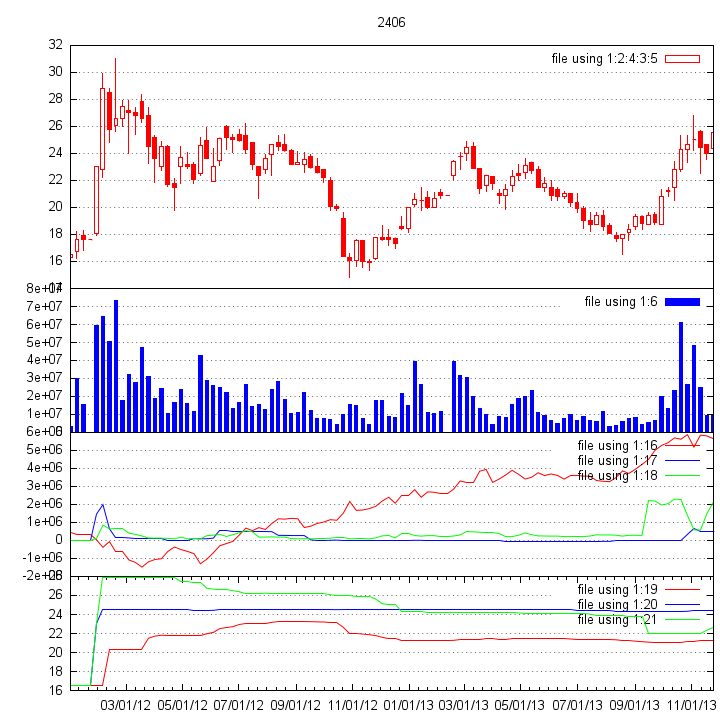 2406
32
file using 1:2:4:3:5
30
28
26
24
22
20
18
16
8e+07
file using 1:6
7e+07
6e+07
5e+07
4e+07
3e+07
2e+07
1e+07
file using 1:16
5e+06
file using 1:17
4e+06
file using 1:18
3e+06
2e+06
1e+06
0
-1e+06
file using 1:19
26
file using 1:20
24
file using 1:21
22
20
18
16
03/01/12 05/01/12 07/01/12 09/01/12 11/01/12 01/01/13 03/01/13 05/01/13 07/01/13 09/01/13 11/01/13